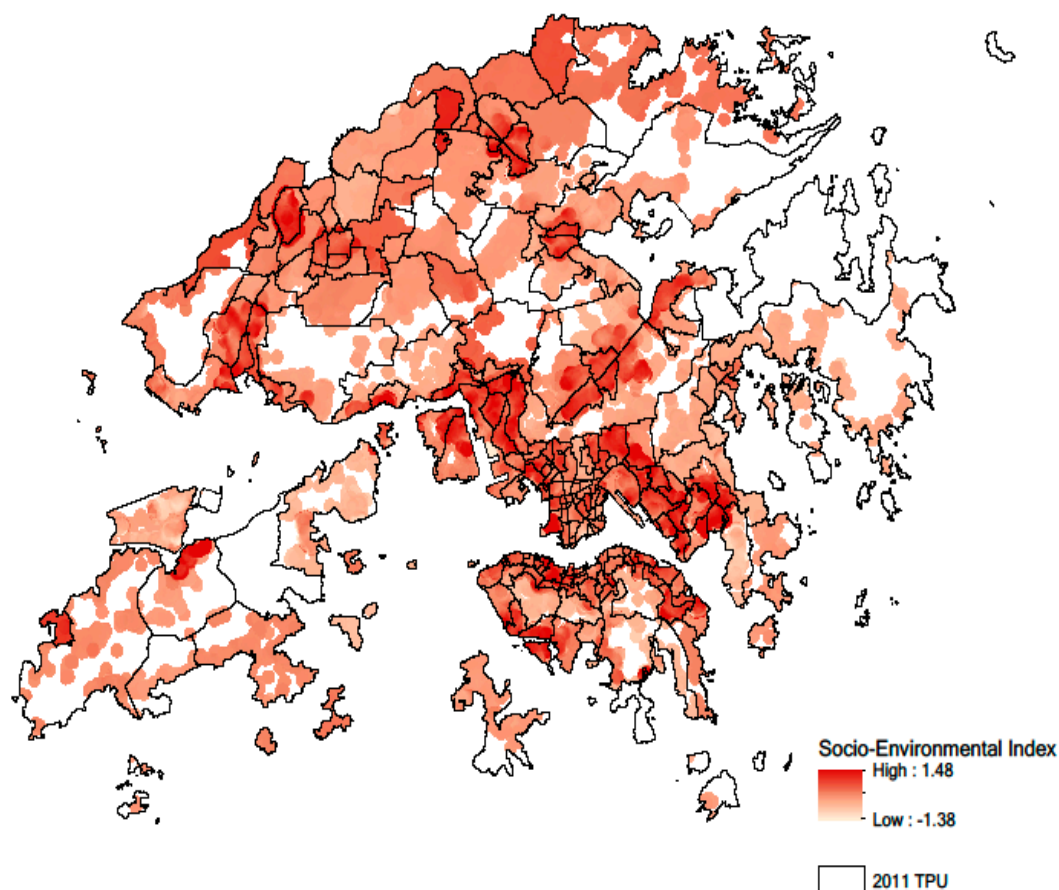 Socio-Environmental Index
High : 1.48
Low : -1.38
2011 TPU